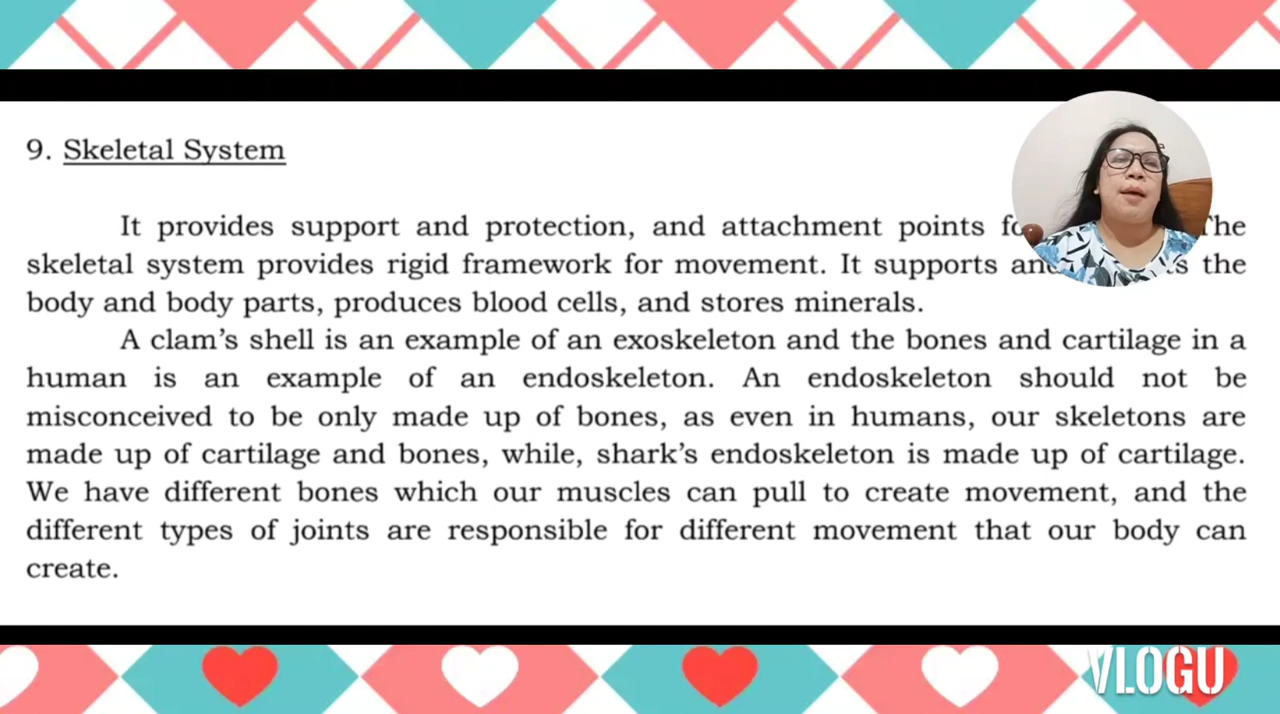 9. Skeletal System
It provides support and protection, and attachment points The
skeletal system provides rigid framework for movement. It supports the
body and body parts, produces blood cells, and stores minerals.
A clam’s shell is an example of an exoskeleton and the bones and cartilage in a
human is an example of an endoskeleton. An endoskeleton should not be
misconceived to be only made up of bones, as even in humans, our skeletons are
made up of cartilage and bones, while, shark’s endoskeleton is made up of cartilage.
We have different bones which our muscles can pull to create movement, and the
different types of joints are responsible for different movement that our body can
create.
VLOGU